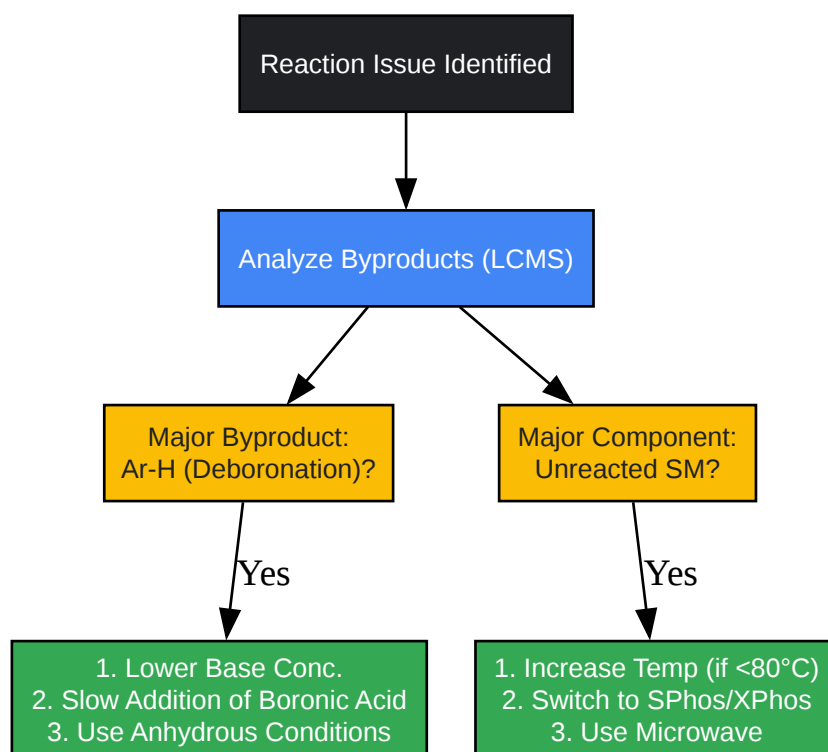 Reaction Issue Identified
Analyze Byproducts (LCMS)
Major Byproduct:
Ar-H (Deboronation)?
Major Component:
Unreacted SM?
Yes
Yes
1. Lower Base Conc.
2. Slow Addition of Boronic Acid
3. Use Anhydrous Conditions
1. Increase Temp (if <80°C)
2. Switch to SPhos/XPhos
3. Use Microwave